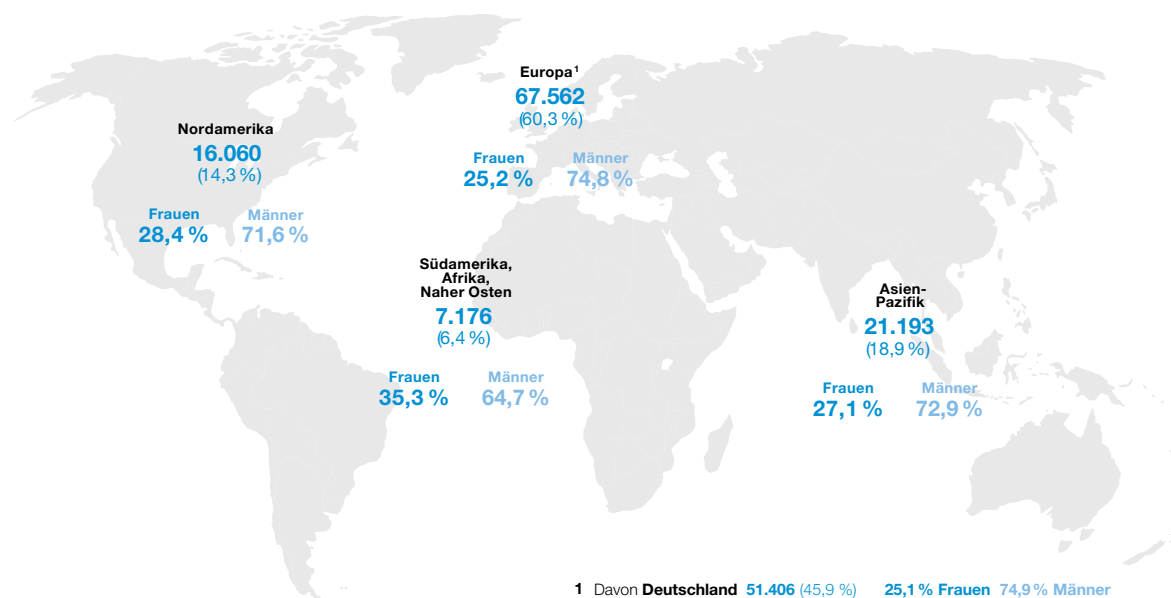 Europa¹
67.562
(60,3 %)
Frauen Männer
25,2 % 74,8 %
Nordamerika
16.060
(14,3 %)
Frauen Männer
28,4 % 71,6 %
Südamerika,
Afrika,
Naher Osten
7.176
(6,4 %)
Frauen Männer
35,3 % 64,7 %
Asien-
Pazifik
21.193
(18,9 %)
Frauen Männer
27,1 % 72,9 %
1 Davon Deutschland 51.406 (45,9 %) 25,1 % Frauen 74,9 % Männer